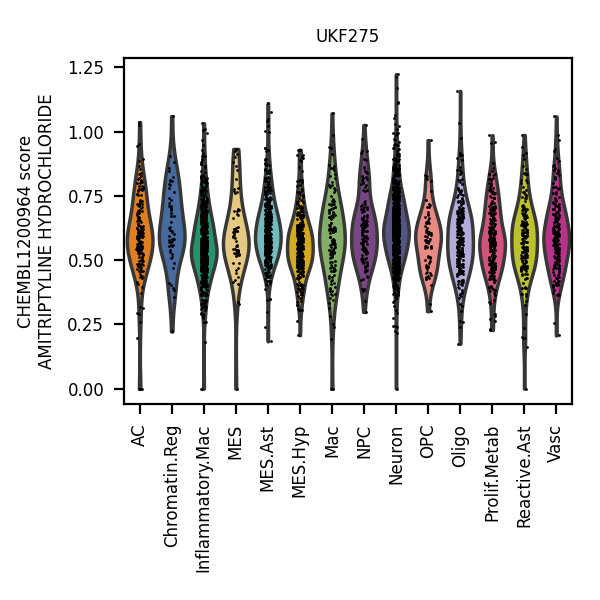 UKF275
CHEMBL1200964 score
AMITRIPTYLINE HYDROCHLORIDE
1.25
1.00
0.75
0.50
0.25
0.00
AC
Chromatin.Reg
Inflammatory.Mac
MES
MES.Ast
MES.Hyp
Mac
NPC
Neuron
OPC
Oligo
Prolif.Metab
Reactive.Ast
Vasc